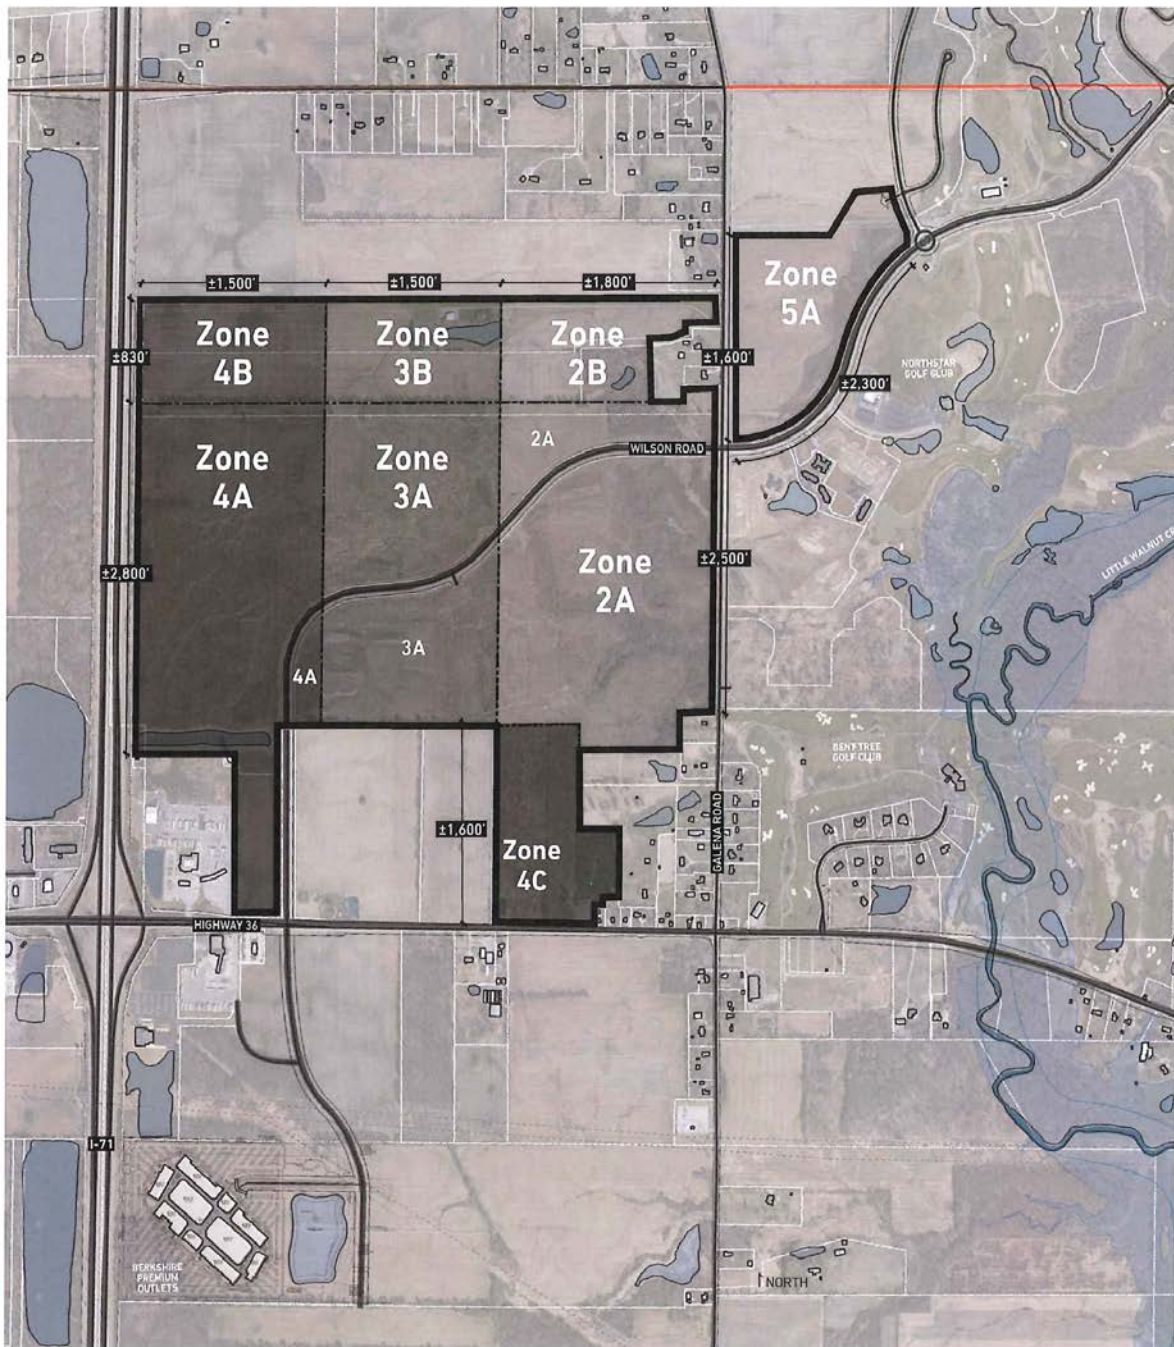 ±1,500'
±1,500'
±1,800'
Zone
4B
Zone
3B
Zone
2B
Zone
5A
±830'
±1,600'
±2,300'
NORTHSTAR
GOLF CLUB
2A
WILSON ROAD
Zone
4A
Zone
3A
Zone
2A
±2,800'
±2,500'
LITTLE WALNUT
3A
4A
BENT TREE
GOLF CLUB
±1,600'
Zone
4C
GALENA ROAD
HIGHWAY 36
I-71
BERKSHIRE
PREMIUM
OUTLETS
NORTH